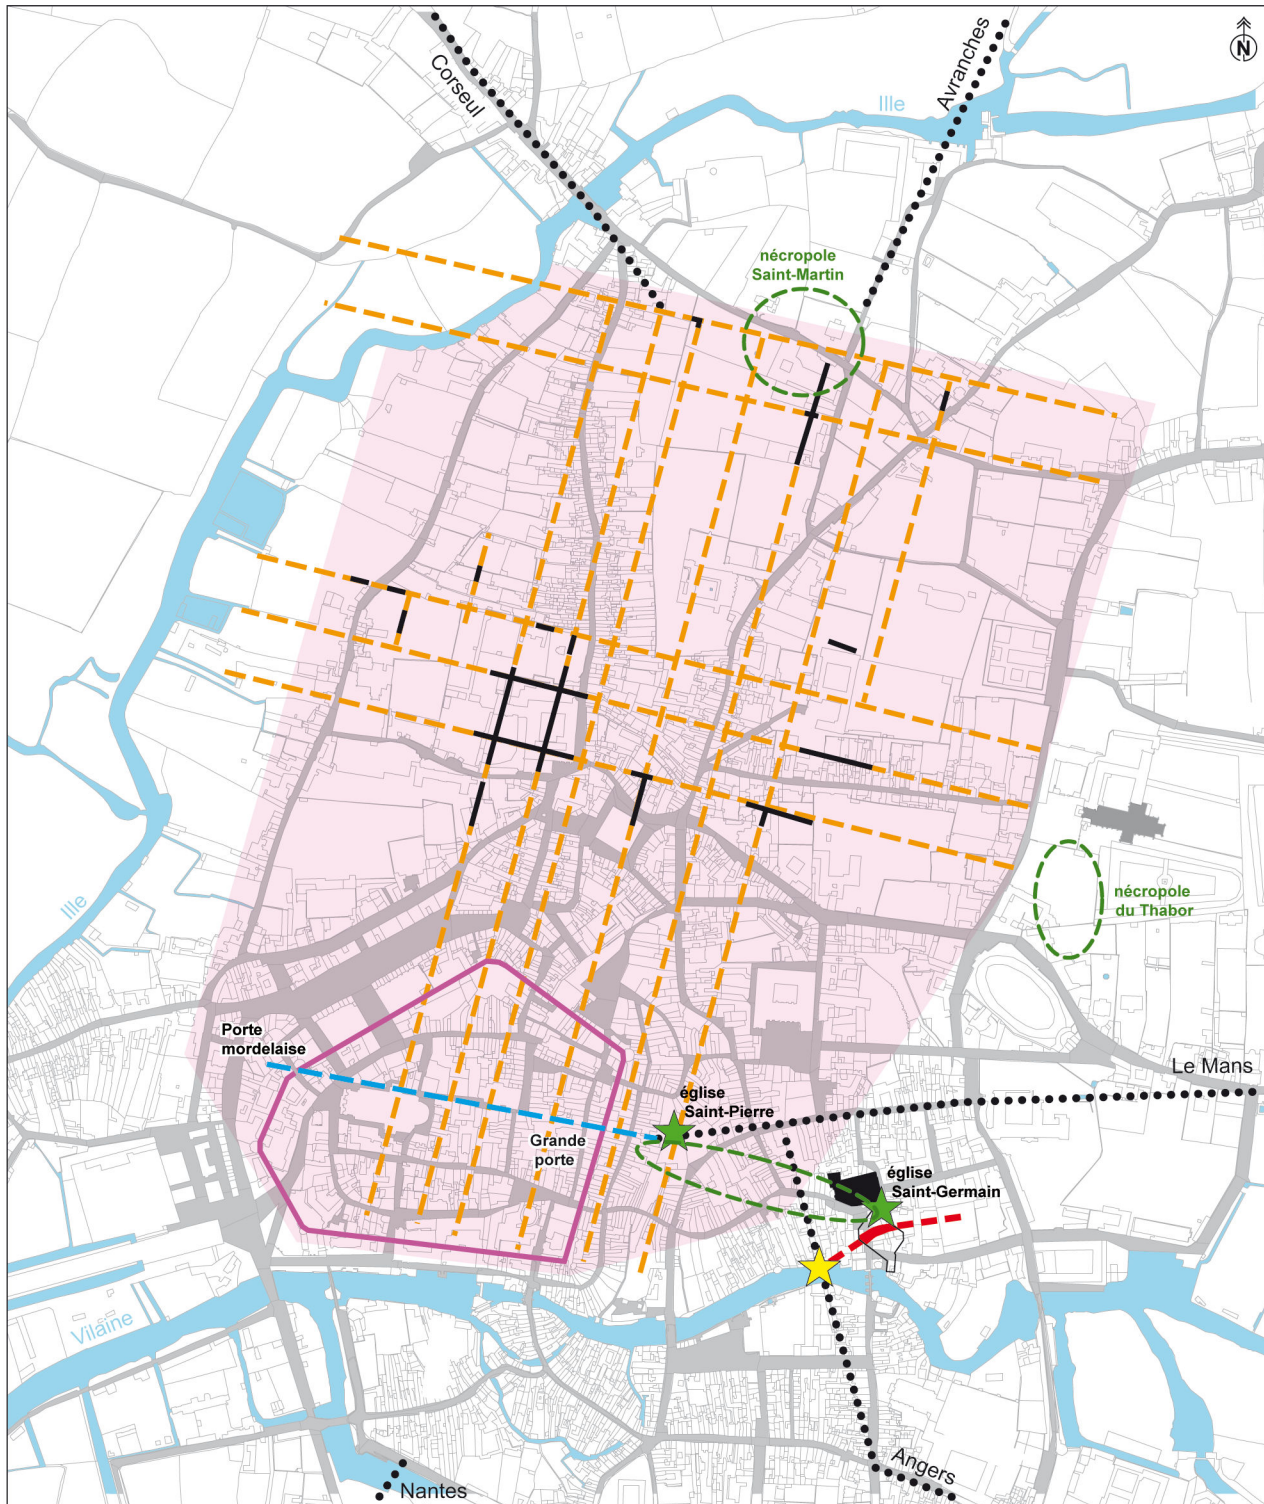 Corseul
Ille
Avranches
N
nécropole
Saint-Martin
nécropole
du Thabor
Ille
Porte
mordelaise
Le Mans
église
Saint-Pierre
Grande
porte
église
Saint-Germain
Vilaine
Angers
Nantes